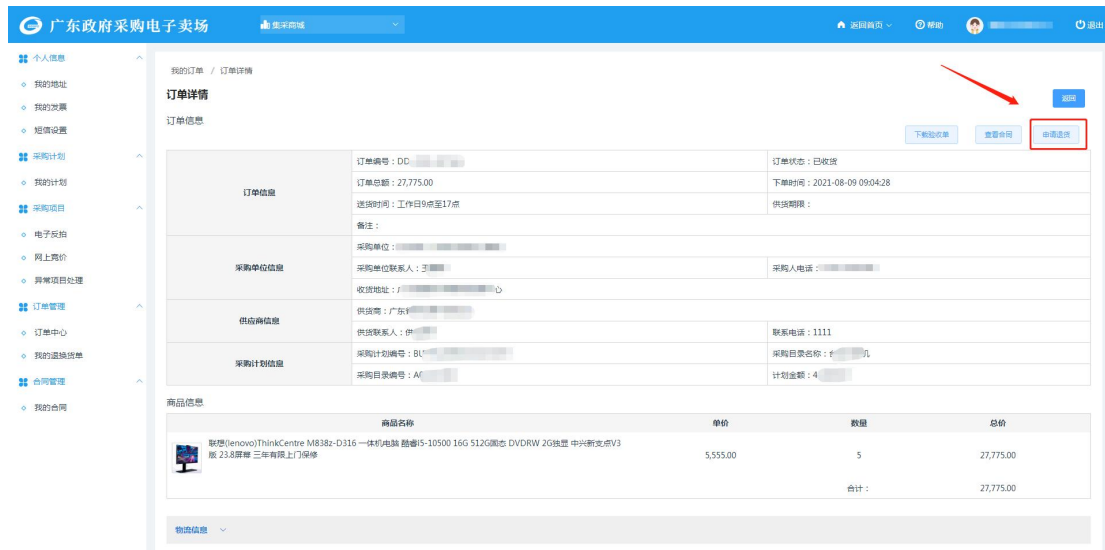 广东政府采购电子卖场
集采商城
返回首页
帮助
退出
个人信息
我的地址
我的发票
短信设置
采购计划
我的计划
采购项目
电子反拍
网上竞价
异常项目处理
订单管理
订单中心
我的退换货单
合同管理
我的合同
我的订单 / 订单详情
订单详情
返回
订单信息
下载验收单
查看合同
申请退货
订单信息
订单编号：DD
订单状态：已收货
订单总额：27,775.00
下单时间：2021-08-09 09:04:28
送货时间：工作日9点至17点
供货期限：
备注：
采购单位信息
采购单位：
采购单位联系人：王
采购人电话：
收货地址：
心
供应商信息
供货商：广东
供货联系人：供
联系电话：1111
采购计划信息
采购计划编号：BU
采购目录名称：台
机
采购目录编号：A0
计划金额：4
商品信息
商品名称
单价
数量
总价
联想(lenovo)ThinkCentre M838z-D316 一体机电脑 酷睿I5-10500 16G 512G固态 DVDRW 2G独显 中兴新支点V3
版 23.8屏幕 三年有限上门保修
5,555.00
5
27,775.00
合计：
27,775.00
物流信息